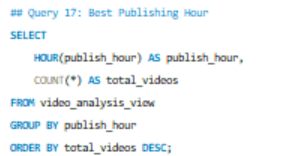 ## Query 17: Best Publishing Hour
SELECT
HOUR(publish_hour) AS publish_hour,
COUNT(*) AS total_videos
FROM video_analysis_view
GROUP BY publish_hour
ORDER BY total_videos DESC;